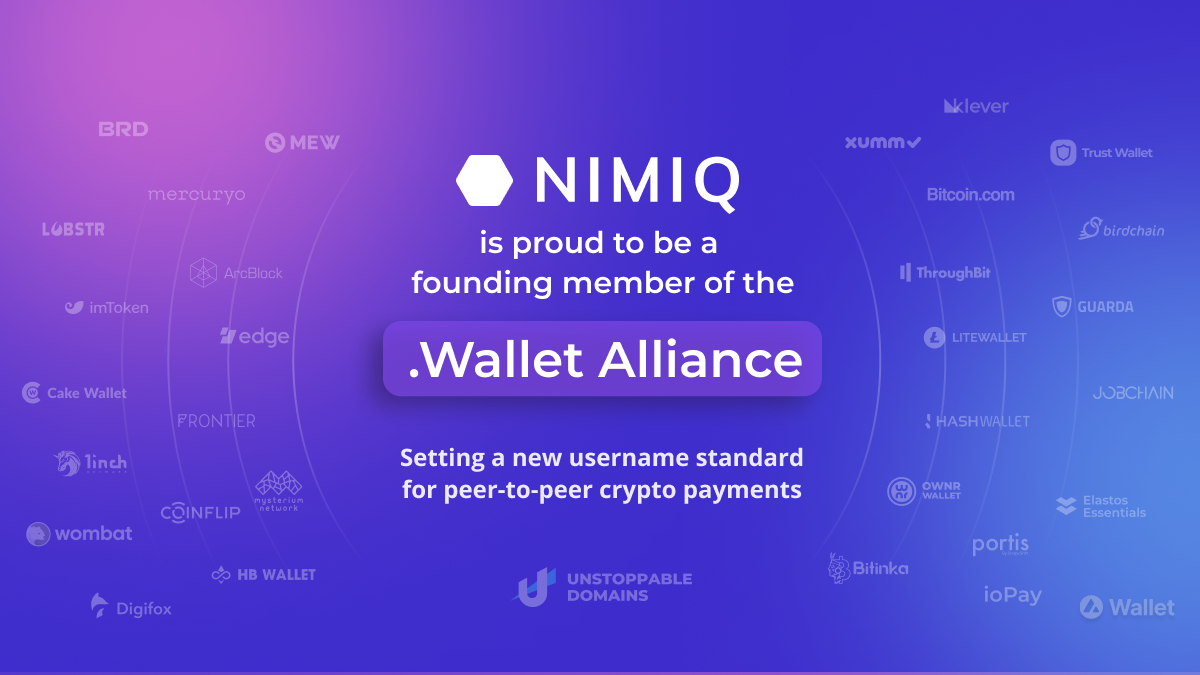 NIMIQ
is proud to be a
founding member of the
.Wallet Alliance
Setting a new username standard
for peer-to-peer crypto payments
UNSTOPPABLE
DOMAINS
BRD
MEW
mercuryo
LOBSTR
ArcBlock
imToken
edge
Cake Wallet
FRONTIER
1inch
NETWORK
mysterium
network
COINFLIP
wombat
HB WALLET
Digifox
klever
xumm
Trust Wallet
Bitcoin.com
birdchain
ThroughBit
GUARDA
LITEWALLET
JOBCHAIN
HASHWALLET
OWNR
WALLET
Elastos
Essentials
portis
Bitinka
ioPay
Wallet